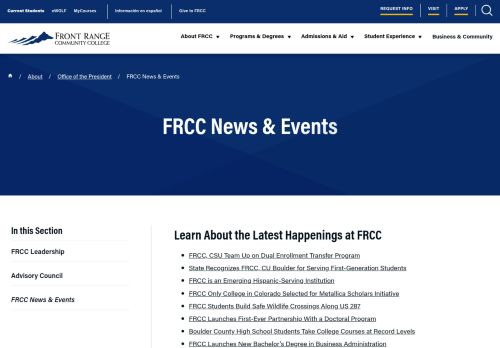 Current Students eWOLF MyCourses Información en español Give to FRCC REQUEST INFO VISIT APPLY
FRONT RANGE
COMMUNITY COLLEGE
About FRCC Programs & Degrees Admissions & Aid Student Experience Business & Community
/ About / Office of the President / FRCC News & Events
FRCC News & Events
In this Section
FRCC Leadership
Advisory Council
FRCC News & Events
Learn About the Latest Happenings at FRCC
FRCC, CSU Team Up on Dual Enrollment Transfer Program
State Recognizes FRCC, CU Boulder for Serving First-Generation Students
FRCC is an Emerging Hispanic-Serving Institution
FRCC Only College in Colorado Selected for Metallica Scholars Initiative
FRCC Students Build Safe Wildlife Crossings Along US 287
FRCC Launches First-Ever Partnership With a Doctoral Program
Boulder County High School Students Take College Courses at Record Levels
FRCC Launches New Bachelor's Degree in Business Administration